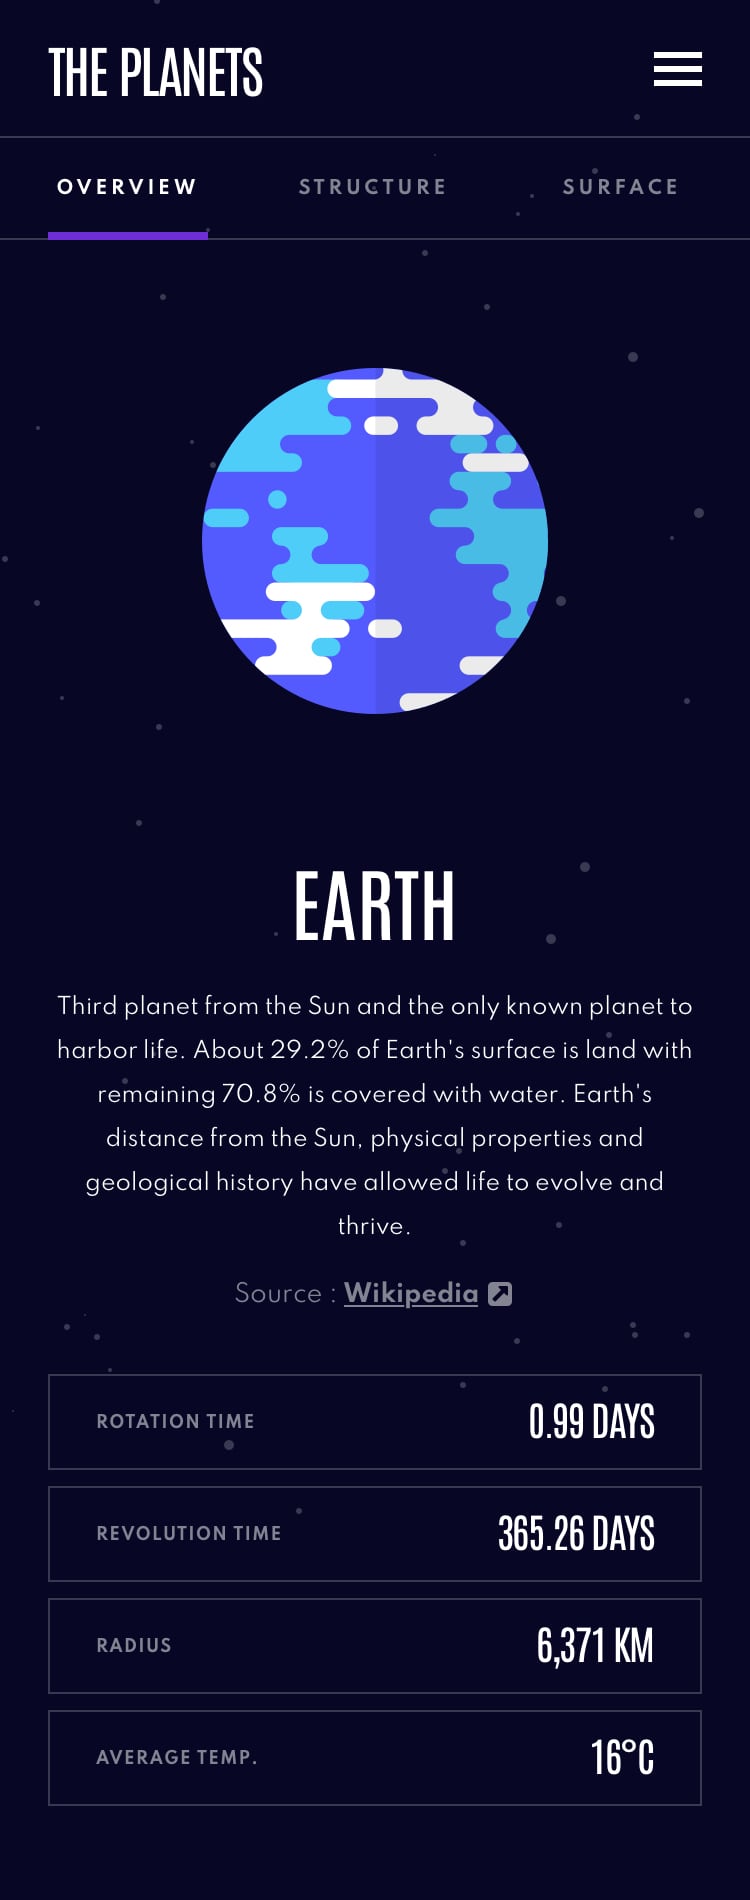 THE PLANETS
OVERVIEW STRUCTURE SURFACE
EARTH
Third planet from the Sun and the only known planet to
harbor life. About 29.2% of Earth's surface is land with
remaining 70.8% is covered with water. Earth's
distance from the Sun, physical properties and
geological history have allowed life to evolve and
thrive.
Source : Wikipedia
ROTATION TIME 0.99 DAYS
REVOLUTION TIME 365.26 DAYS
RADIUS 6,371 KM
AVERAGE TEMP. 16°C